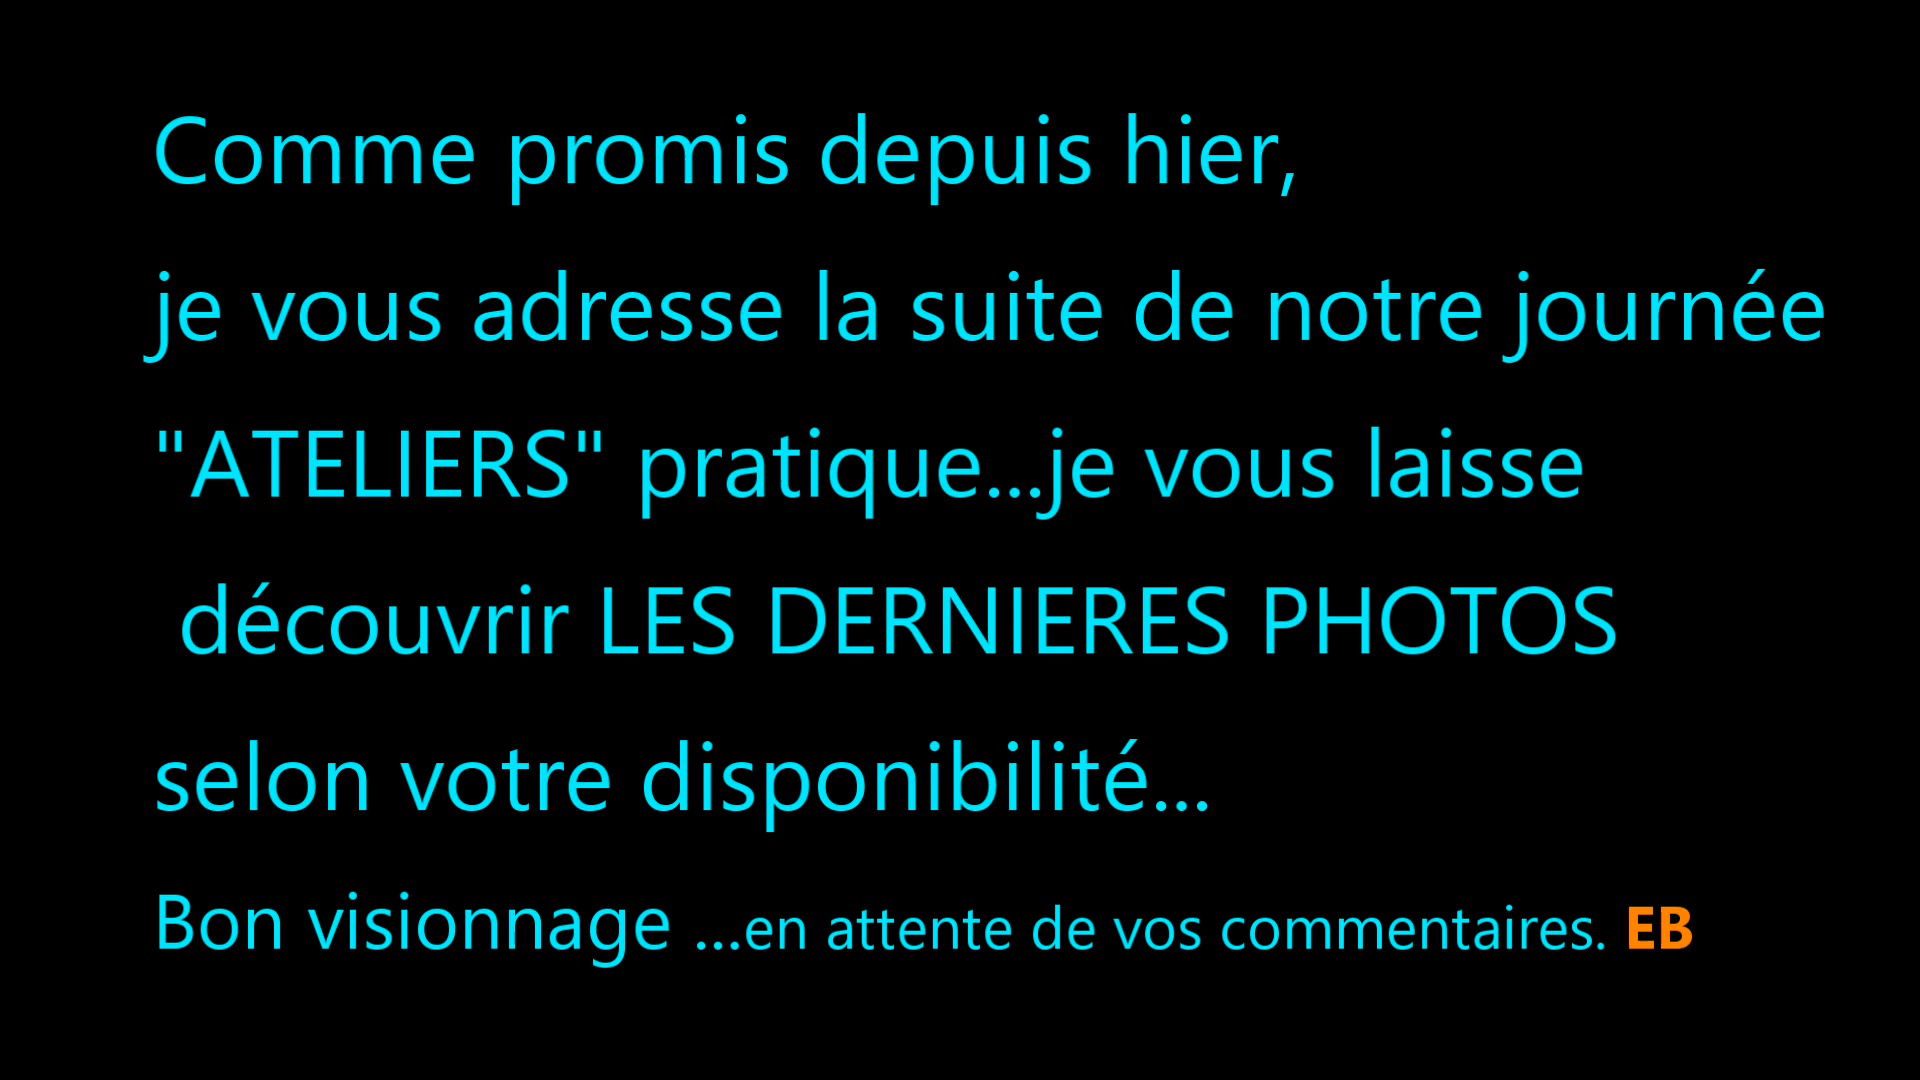 Comme promis depuis hier,
je vous adresse la suite de notre journée
"ATELIERS" pratique...je vous laisse
découvrir LES DERNIERES PHOTOS
selon votre disponibilité...
Bon visionnage ...en attente de vos commentaires. EB